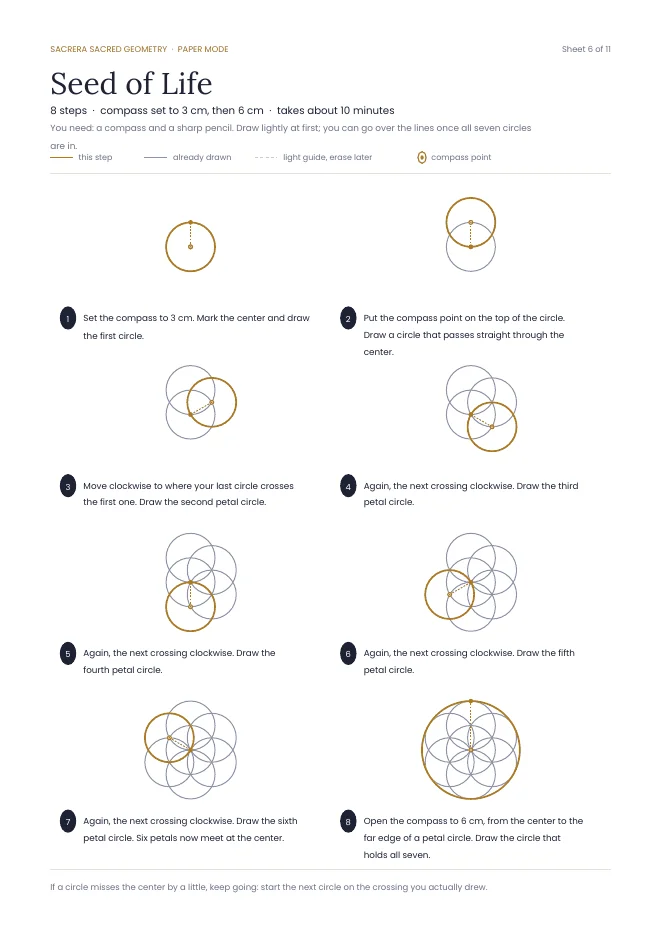 SACRERA SACRED GEOMETRY · PAPER MODE
Sheet 6 of 11
Seed of Life
8 steps · compass set to 3 cm, then 6 cm · takes about 10 minutes
You need: a compass and a sharp pencil. Draw lightly at first; you can go over the lines once all seven circles
are in.
this step
already drawn
light guide, erase later
compass point
1
Set the compass to 3 cm. Mark the center and draw
the first circle.
2
Put the compass point on the top of the circle.
Draw a circle that passes straight through the
center.
3
Move clockwise to where your last circle crosses
the first one. Draw the second petal circle.
4
Again, the next crossing clockwise. Draw the third
petal circle.
5
Again, the next crossing clockwise. Draw the
fourth petal circle.
6
Again, the next crossing clockwise. Draw the fifth
petal circle.
7
Again, the next crossing clockwise. Draw the sixth
petal circle. Six petals now meet at the center.
8
Open the compass to 6 cm, from the center to the
far edge of a petal circle. Draw the circle that
holds all seven.
If a circle misses the center by a little, keep going: start the next circle on the crossing you actually drew.